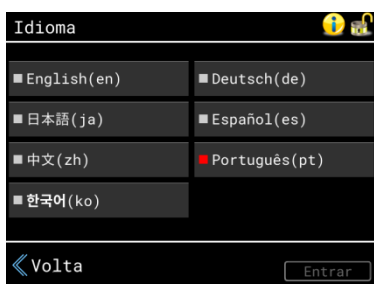 Idioma
English(en)
Deutsch(de)
日本語(ja)
Español(es)
中文(zh)
Português(pt)
한국어(ko)
Volta
Entrar